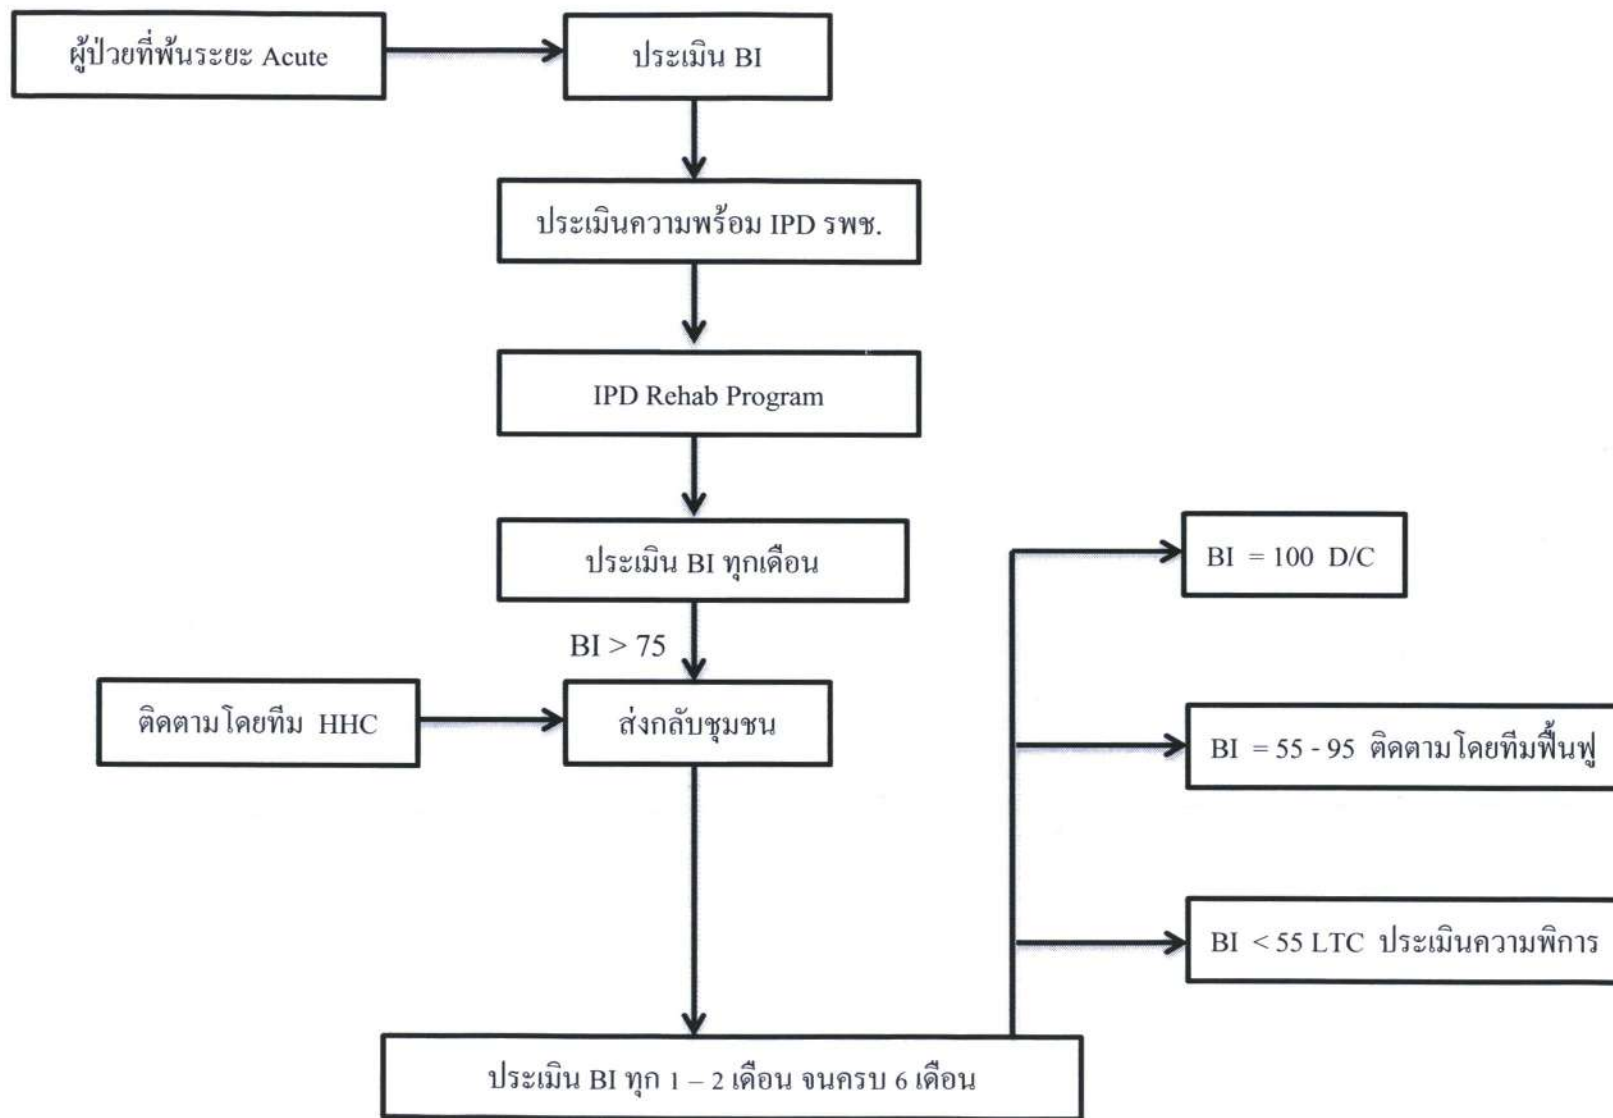 ผู้ป่วยที่พ้นระยะ Acute
ประเมิน BI
ประเมินความพร้อม IPD รพช.
IPD Rehab Program
ประเมิน BI ทุกเดือน
BI > 75
ติดตามโดยทีม HHC
ส่งกลับชุมชน
ประเมิน BI ทุก 1 – 2 เดือน จนครบ 6 เดือน
BI = 100 D/C
BI = 55 - 95 ติดตามโดยทีมฟื้นฟู
BI < 55 LTC ประเมินความพิการ